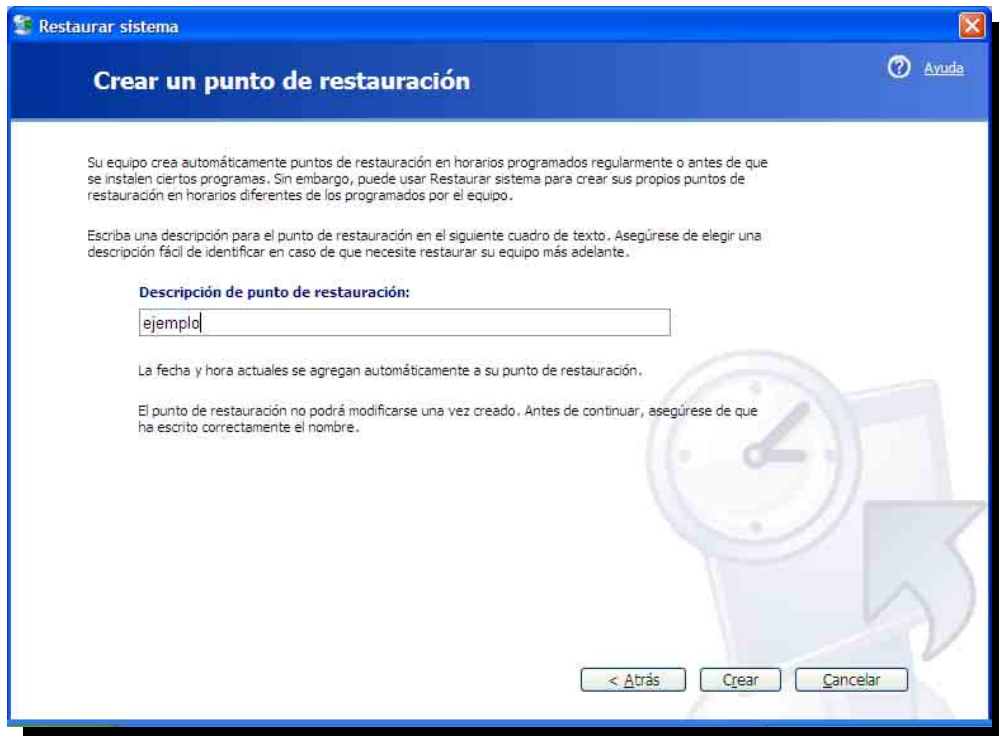 Restaurar sistema
Crear un punto de restauración
Ayuda
Su equipo crea automáticamente puntos de restauración en horarios programados regularmente o antes de que
se instalen ciertos programas. Sin embargo, puede usar Restaurar sistema para crear sus propios puntos de
restauración en horarios diferentes de los programados por el equipo.
Escriba una descripción para el punto de restauración en el siguiente cuadro de texto. Asegúrese de elegir una
descripción fácil de identificar en caso de que necesite restaurar su equipo más adelante.
Descripción de punto de restauración:
ejemplo
La fecha y hora actuales se agregan automáticamente a su punto de restauración.
El punto de restauración no podrá modificarse una vez creado. Antes de continuar, asegúrese de que
ha escrito correctamente el nombre.
< Atrás Crear Cancelar